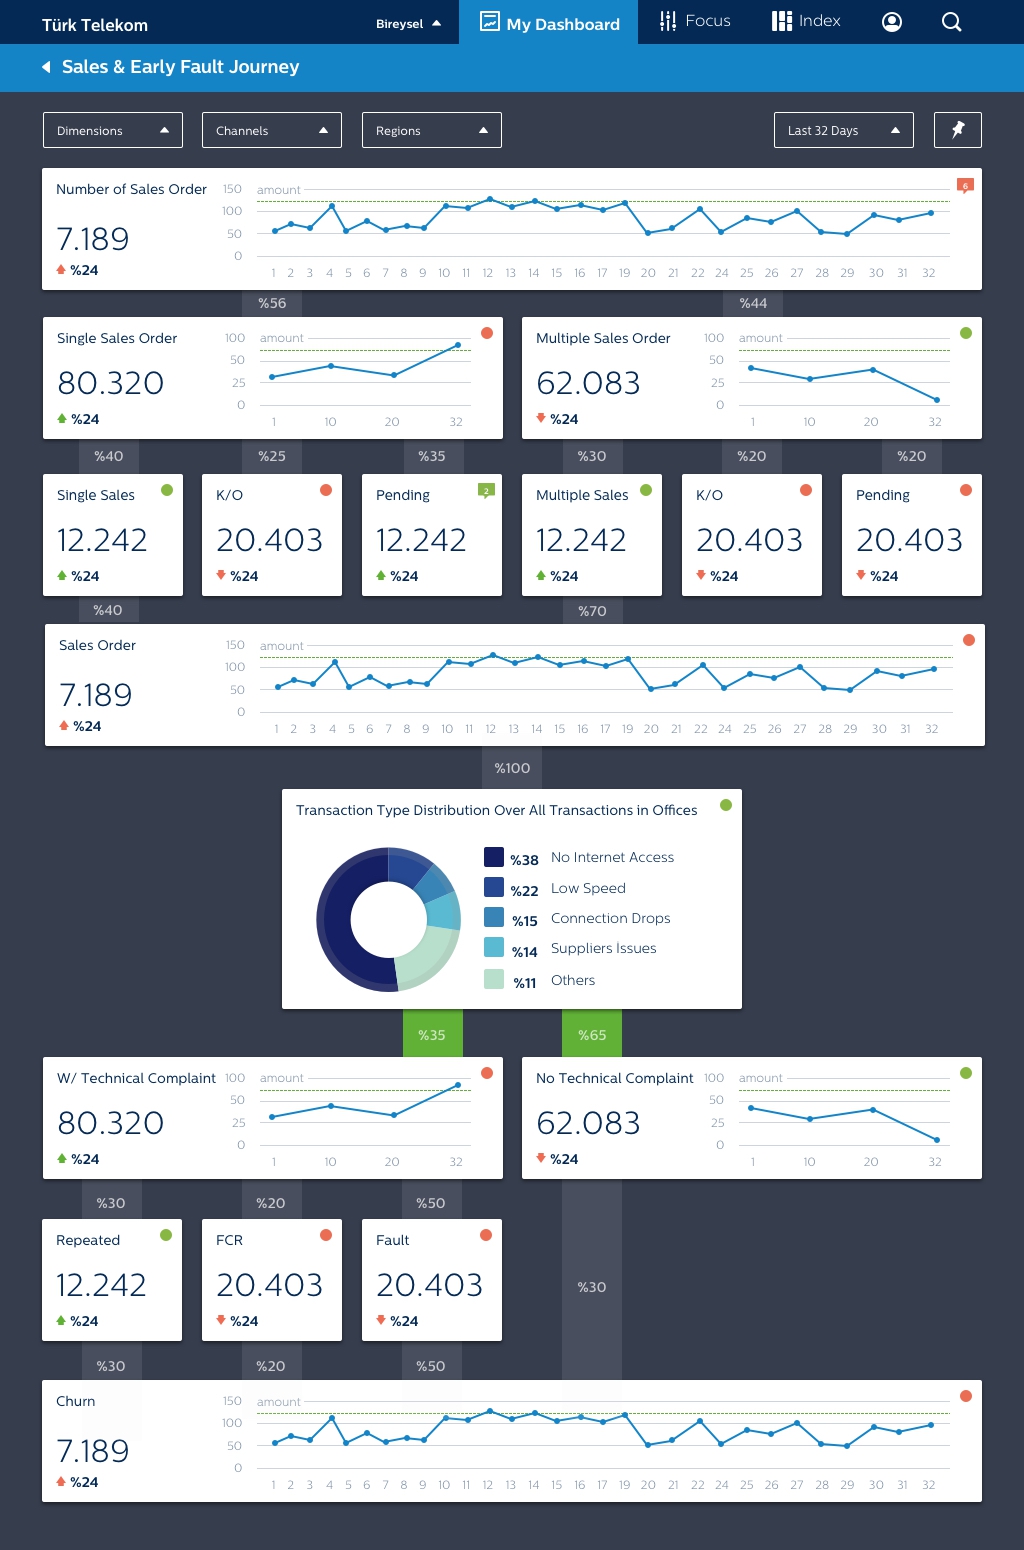 Türk Telekom
Bireysel
My Dashboard
Focus
Index
Sales & Early Fault Journey
Dimensions
Channels
Regions
Last 32 Days
Number of Sales Order
7.189
%24
150 amount
100
50
0
1 2 3 4 5 6 7 8 9 10 11 12 13 14 15 16 17 19 20 21 22 24 25 26 27 28 29 30 31 32
6
%56
%44
Single Sales Order
80.320
%24
100 amount
50
25
0
1 10 20 32
Multiple Sales Order
62.083
%24
100 amount
50
25
0
1 10 20 32
%40
%25
%35
%30
%20
%20
Single Sales
12.242
%24
K/O
20.403
%24
Pending
2
12.242
%24
Multiple Sales
12.242
%24
K/O
20.403
%24
Pending
20.403
%24
%40
%70
Sales Order
7.189
%24
150 amount
100
50
0
1 2 3 4 5 6 7 8 9 10 11 12 13 14 15 16 17 19 20 21 22 24 25 26 27 28 29 30 31 32
%100
Transaction Type Distribution Over All Transactions in Offices
%38 No Internet Access
%22 Low Speed
%15 Connection Drops
%14 Suppliers Issues
%11 Others
%35
%65
W/ Technical Complaint
80.320
%24
100 amount
50
25
0
1 10 20 32
No Technical Complaint
62.083
%24
100 amount
50
25
0
1 10 20 32
%30
%20
%50
Repeated
12.242
%24
FCR
20.403
%24
Fault
20.403
%24
%30
%30
%20
%50
Churn
7.189
%24
150 amount
100
50
0
1 2 3 4 5 6 7 8 9 10 11 12 13 14 15 16 17 19 20 21 22 24 25 26 27 28 29 30 31 32